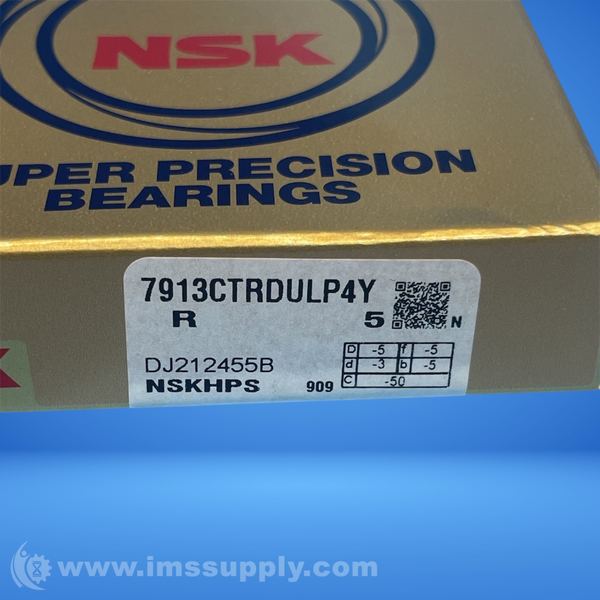 NSK
UPER PRECISION
BEARINGS
7913CTRDULP4Y
R 5 N
DJ212455B
NSKHPS 909
D -5 f -5
d -3 b -5
C -50
K
www.imssupply.com